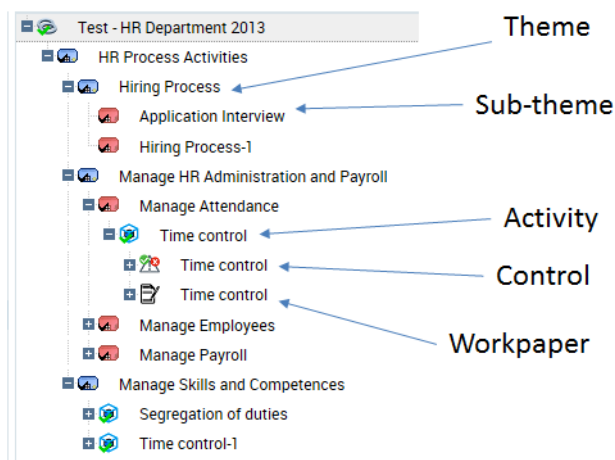 Test - HR Department 2013
Theme
HR Process Activities
Hiring Process
Application Interview
Sub-theme
Hiring Process-1
Manage HR Administration and Payroll
Manage Attendance
Activity
Time control
Time control
Control
Time control
Workpaper
Manage Employees
Manage Payroll
Manage Skills and Competences
Segregation of duties
Time control-1